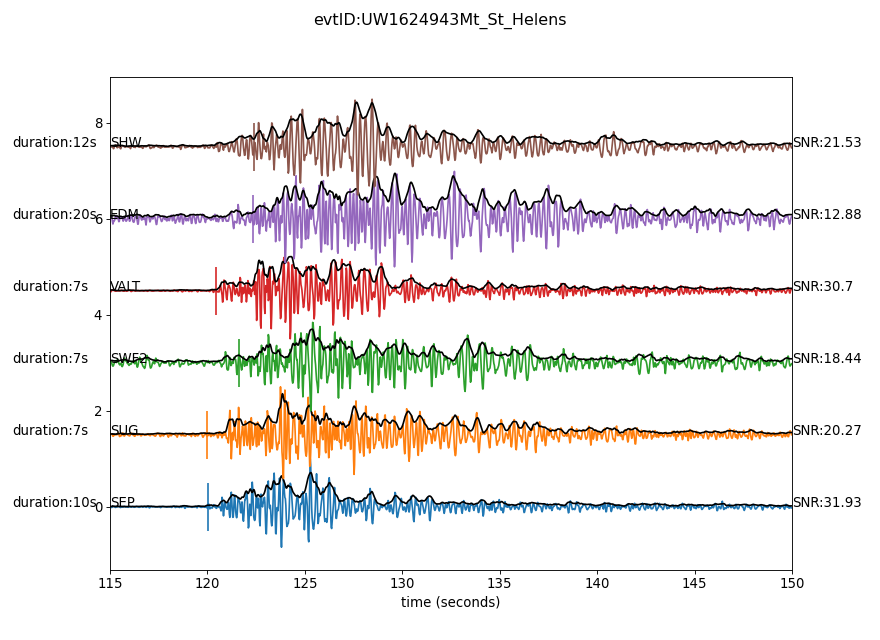 evtID:UW1624943Mt_St_Helens
8
duration:12s SHW SNR:21.53
duration:20s EDM SNR:12.88
6
duration:7s VALT SNR:30.7
4
duration:7s SWF2 SNR:18.44
2
duration:7s SUG SNR:20.27
duration:10s SEP SNR:31.93
0
115 120 125 130 135 140 145 150
time (seconds)